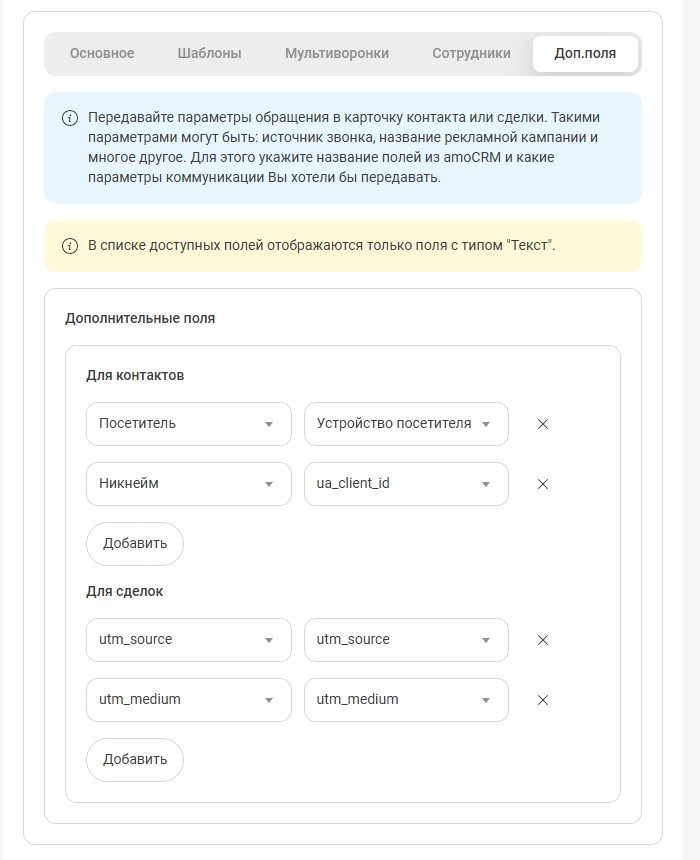 Основное Шаблоны Мультиворонки Сотрудники Доп.поля
Передавайте параметры обращения в карточку контакта или сделки. Такими
параметрами могут быть: источник звонка, название рекламной кампании и
многое другое. Для этого укажите название полей из amoCRM и какие
параметры коммуникации Вы хотели бы передавать.
В списке доступных полей отображаются только поля с типом "Текст".
Дополнительные поля
Для контактов
Посетитель Устройство посетителя
Никнейм ua_client_id
Добавить
Для сделок
utm_source utm_source
utm_medium utm_medium
Добавить